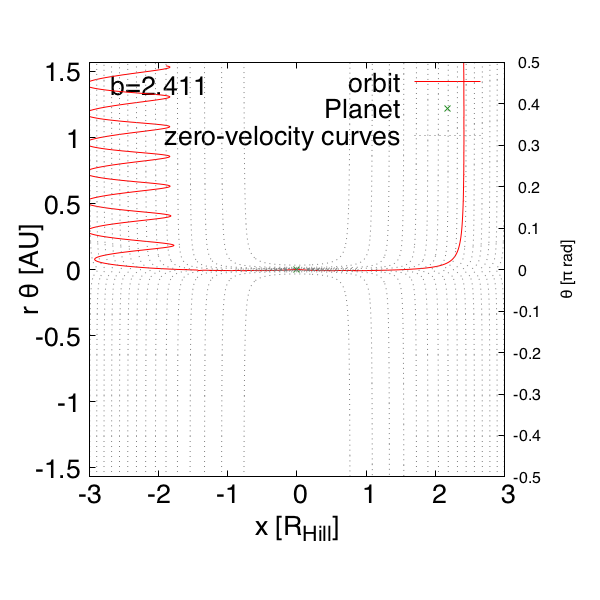 b=2.411
orbit
Planet
zero-velocity curves
1.5
1
0.5
0
-0.5
-1
-1.5
r θ [AU]
0.5
0.4
0.3
0.2
0.1
0
-0.1
-0.2
-0.3
-0.4
-0.5
θ [π rad]
-3 -2 -1 0 1 2 3
x [R_Hill]